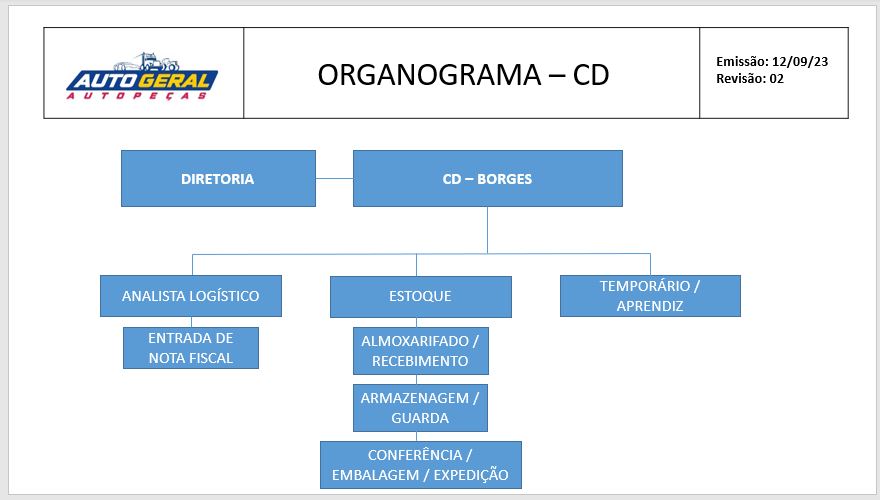 AUTO GERAL
AUTOPEÇAS
ORGANOGRAMA – CD
Emissão: 12/09/23
Revisão: 02
DIRETORIA
CD – BORGES
ANALISTA LOGÍSTICO
ESTOQUE
TEMPORÁRIO /
APRENDIZ
ENTRADA DE
NOTA FISCAL
ALMOXARIFADO /
RECEBIMENTO
ARMAZENAGEM /
GUARDA
CONFERÊNCIA /
EMBALAGEM / EXPEDIÇÃO